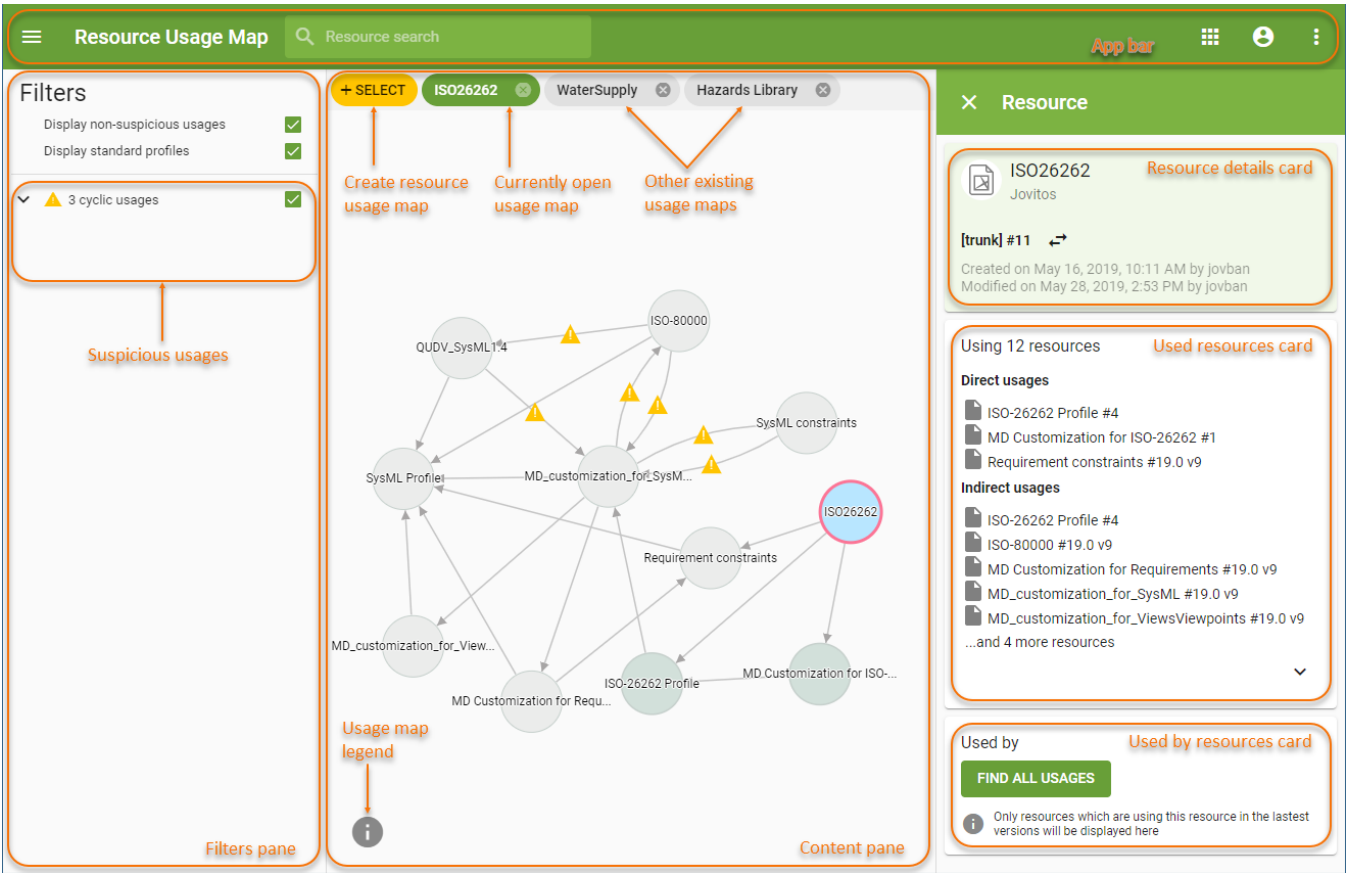 Resource Usage Map
Resource search
App bar
Filters
Display non-suspicious usages
Display standard profiles
3 cyclic usages
Suspicious usages
Filters pane
+ SELECT
ISO26262
WaterSupply
Hazards Library
Create resource
usage map
Currently open
usage map
Other existing
usage maps
ISO-80000
QUDV_SysML1.4
SysML constraints
SysML Profile
MD_customization_for_SysM...
ISO26262
Requirement constraints
MD_customization_for_View...
ISO-26262 Profile
MD Customization for ISO-...
MD Customization for Requ...
Usage map
legend
Content pane
Resource
ISO26262
Resource details card
Jovitos
[trunk] #11
Created on May 16, 2019, 10:11 AM by jovban
Modified on May 28, 2019, 2:53 PM by jovban
Using 12 resources
Used resources card
Direct usages
ISO-26262 Profile #4
MD Customization for ISO-26262 #1
Requirement constraints #19.0 v9
Indirect usages
ISO-26262 Profile #4
ISO-80000 #19.0 v9
MD Customization for Requirements #19.0 v9
MD_customization_for_SysML #19.0 v9
MD_customization_for_ViewsViewpoints #19.0 v9
...and 4 more resources
Used by
Used by resources card
FIND ALL USAGES
Only resources which are using this resource in the lastest
versions will be displayed here